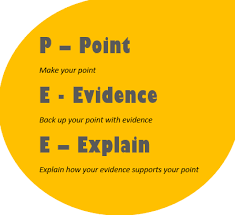 P – Point
Make your point
E - Evidence
Back up your point with evidence
E – Explain
Explain how your evidence supports your point